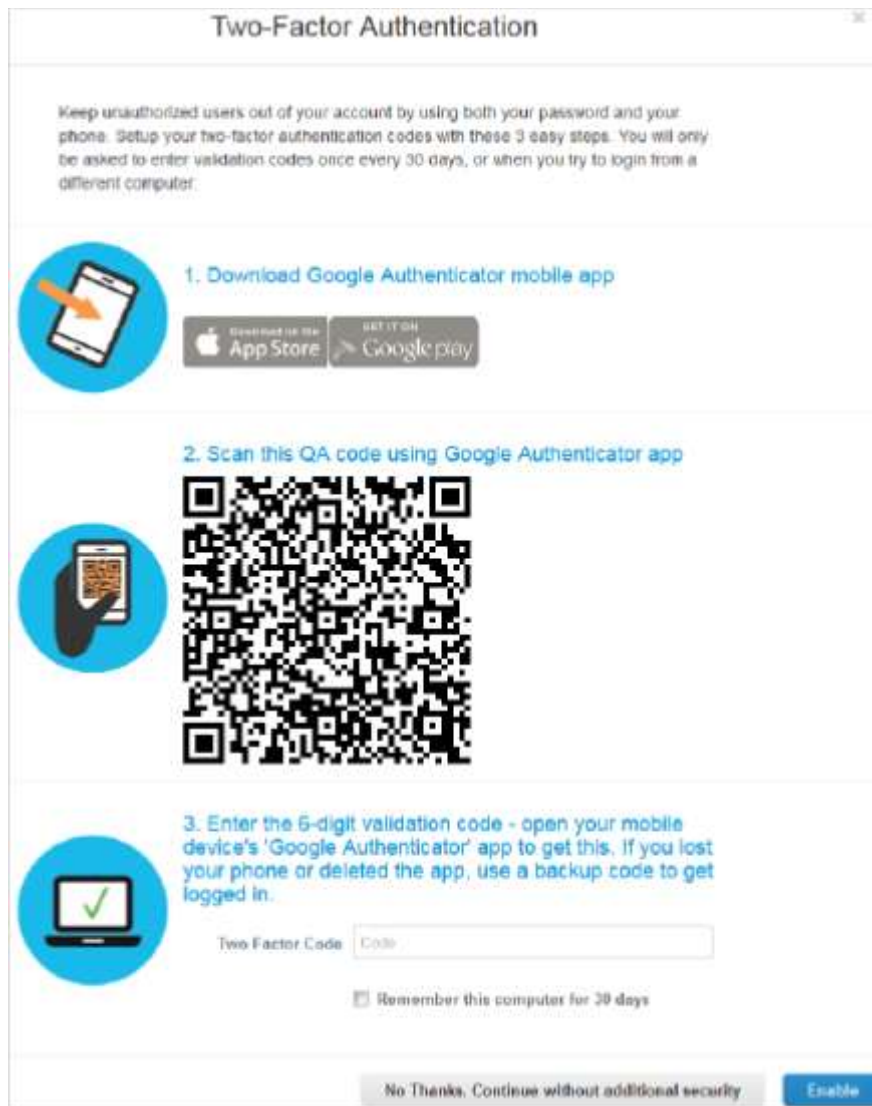 Two-Factor Authentication
Keep unauthorized users out of your account by using both your password and your
phone. Setup your two-factor authentication codes with these 3 easy steps. You will only
be asked to enter validation codes once every 30 days, or when you try to login from a
different computer.
1. Download Google Authenticator mobile app
Download on the
App Store
GET IT ON
Google play
2. Scan this QA code using Google Authenticator app
3. Enter the 6-digit validation code - open your mobile
device's 'Google Authenticator' app to get this. If you lost
your phone or deleted the app, use a backup code to get
logged in.
Two Factor Code
Code
Remember this computer for 30 days
No Thanks. Continue without additional security
Enable